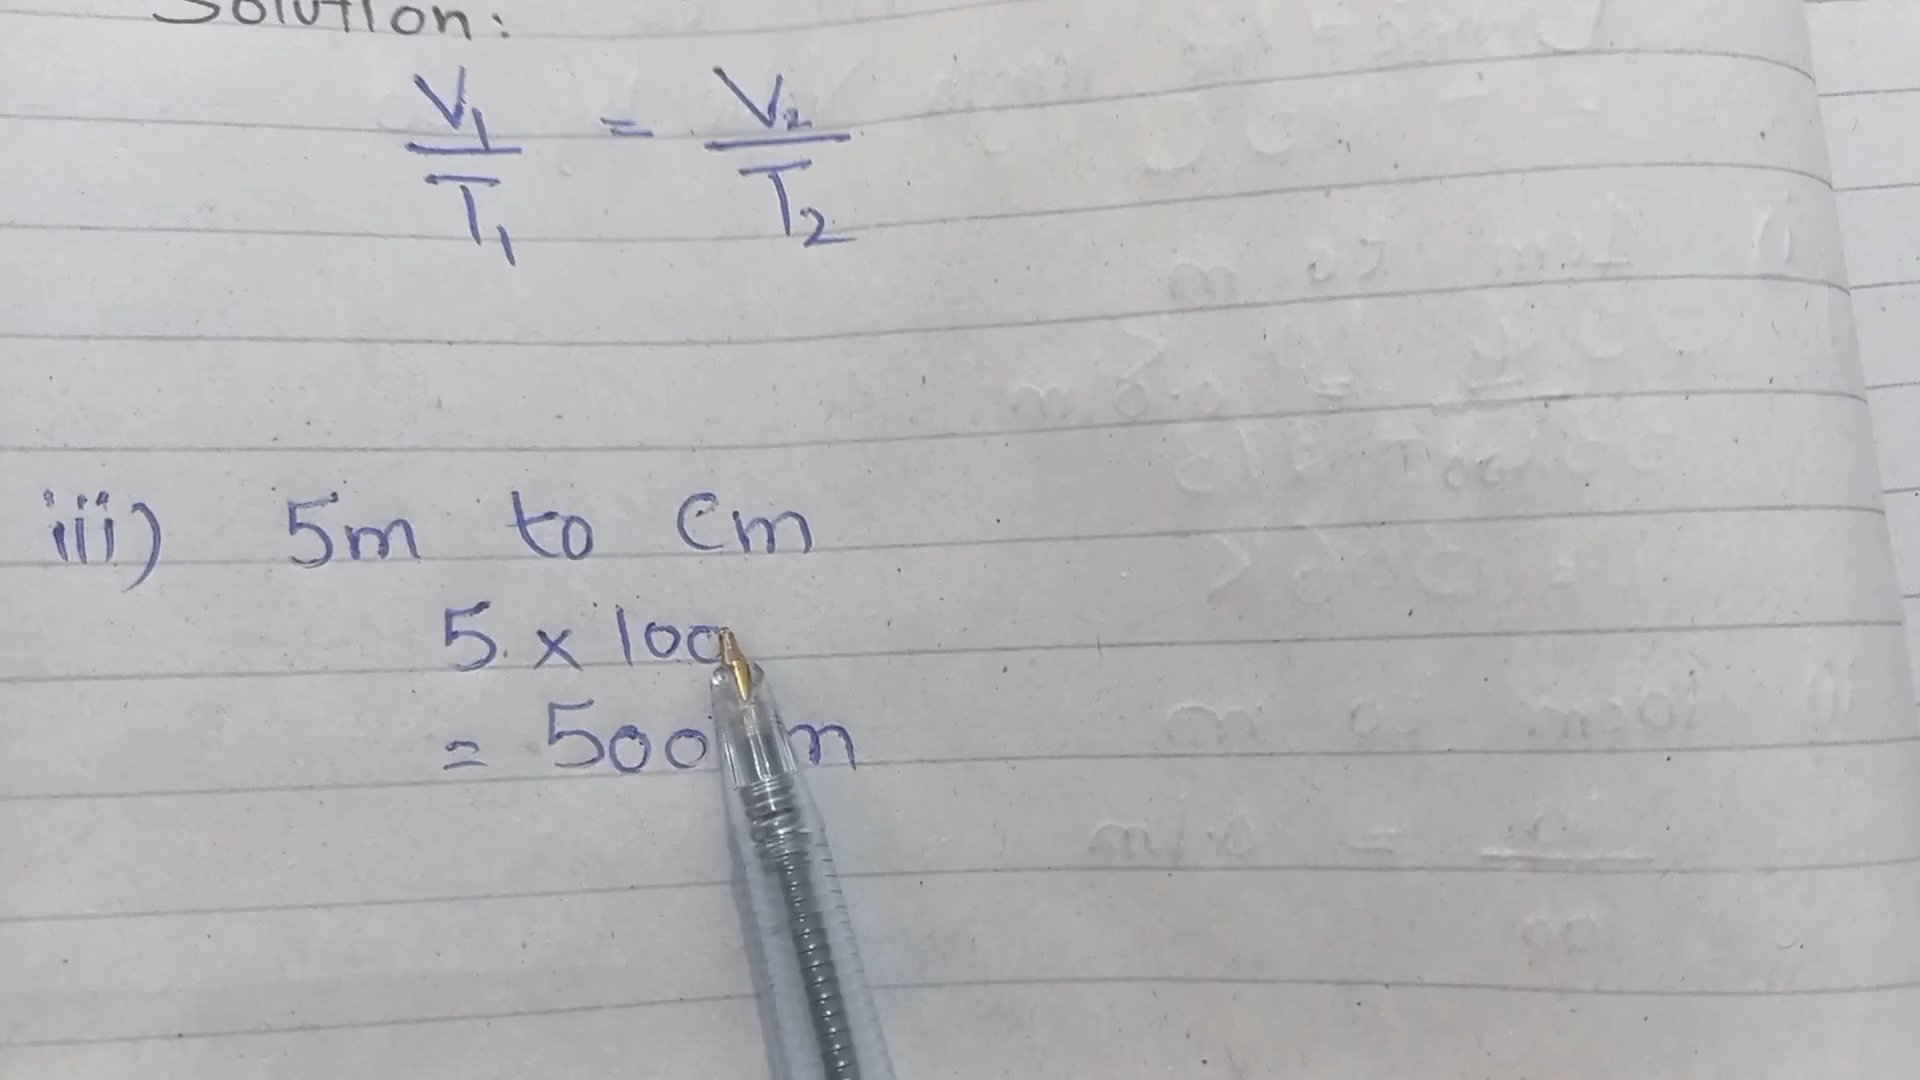 Solution:
V₁/T₁ = V₂/T₂
iii) 5m to cm
5 × 100
= 500